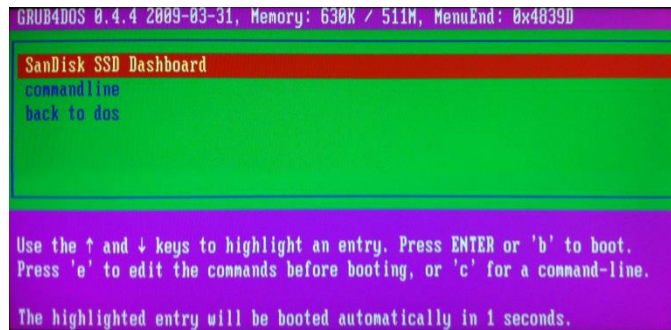 GRUB4DOS 0.4.4 2009-03-31, Memory: 630K / 511M, MenuEnd: 0x4839D
SanDisk SSD Dashboard
commandline
back to dos
Use the ↑ and ↓ keys to highlight an entry. Press ENTER or 'b' to boot.
Press 'e' to edit the commands before booting, or 'c' for a command-line.
The highlighted entry will be booted automatically in 1 seconds.